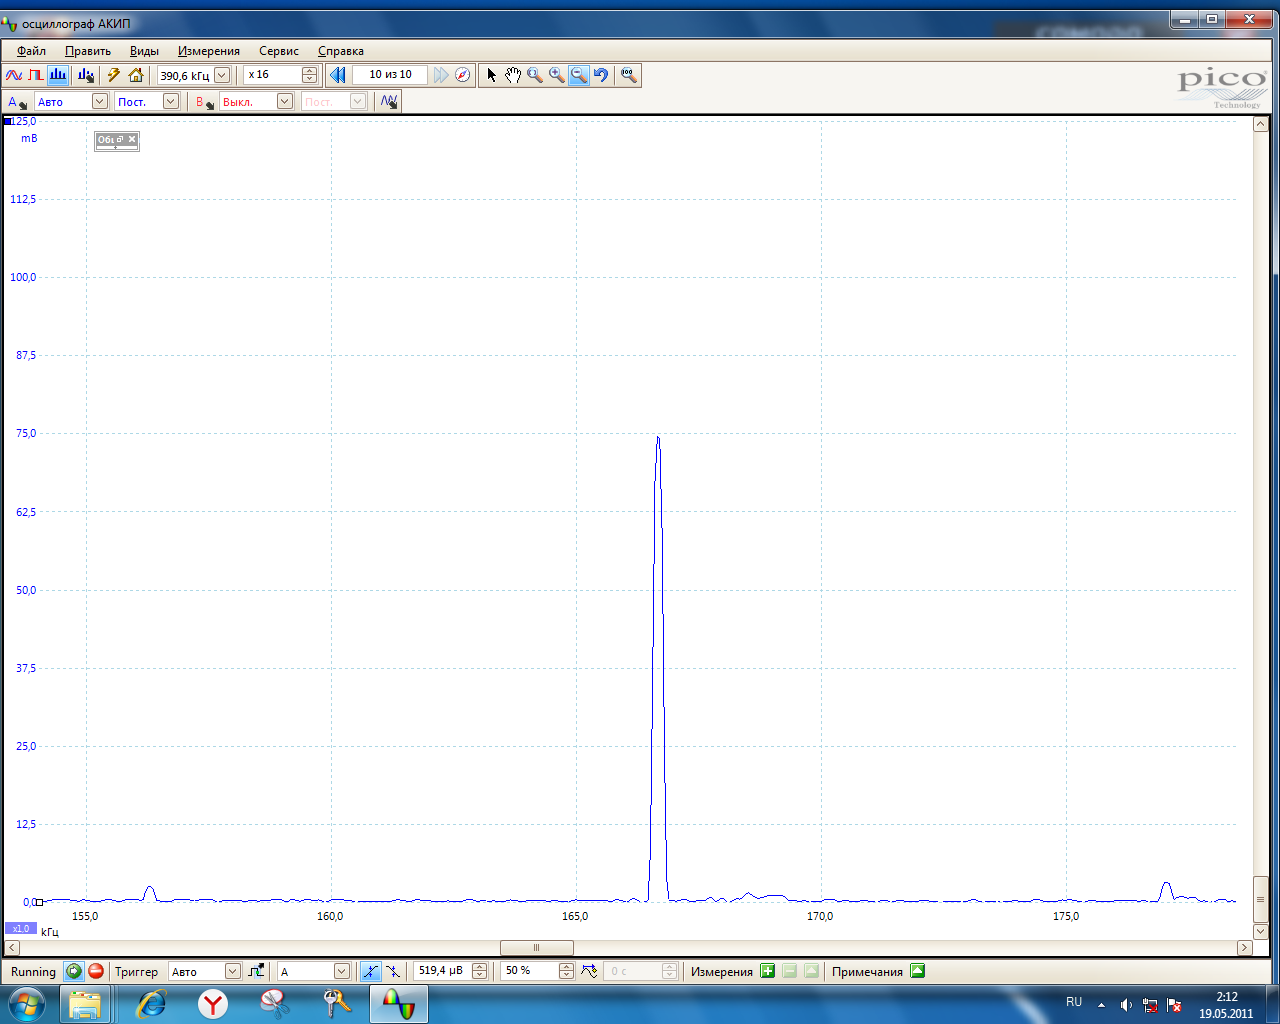 осциллограф АКИП
Файл Править Виды Измерения Сервис Справка
390,6 кГц x 16 10 из 10
pico
Technology
A Авто Пост. B Выкл. Пост.
125,0
mB
112,5
100,0
87,5
75,0
62,5
50,0
37,5
25,0
12,5
0,0
155,0 160,0 165,0 170,0 175,0
x1,0 кГц
Running Триггер Авто A 519,4 µB 50 % 0 c Измерения Примечания
RU 2:12
19.05.2011